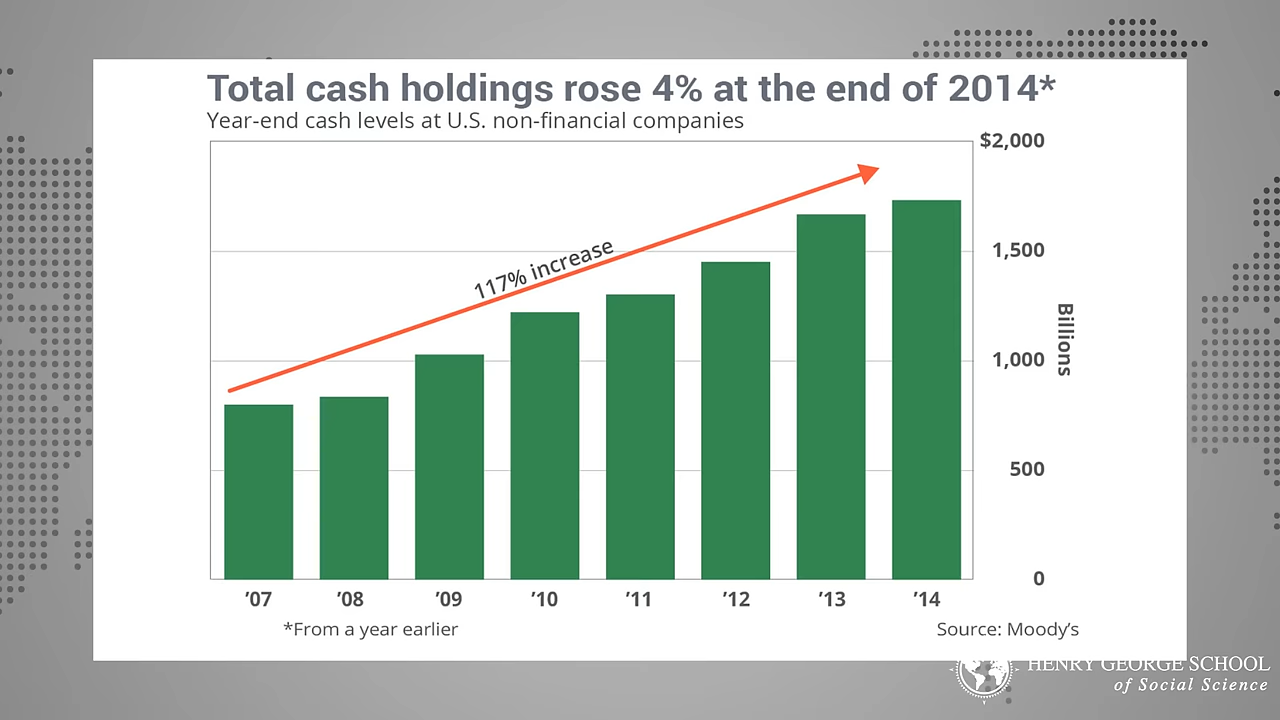 Total cash holdings rose 4% at the end of 2014*
Year-end cash levels at U.S. non-financial companies
$2,000
1,500
1,000
500
0
Billions
117% increase
’07 ’08 ’09 ’10 ’11 ’12 ’13 ’14
*From a year earlier
Source: Moody’s
HENRY GEORGE SCHOOL
of Social Science